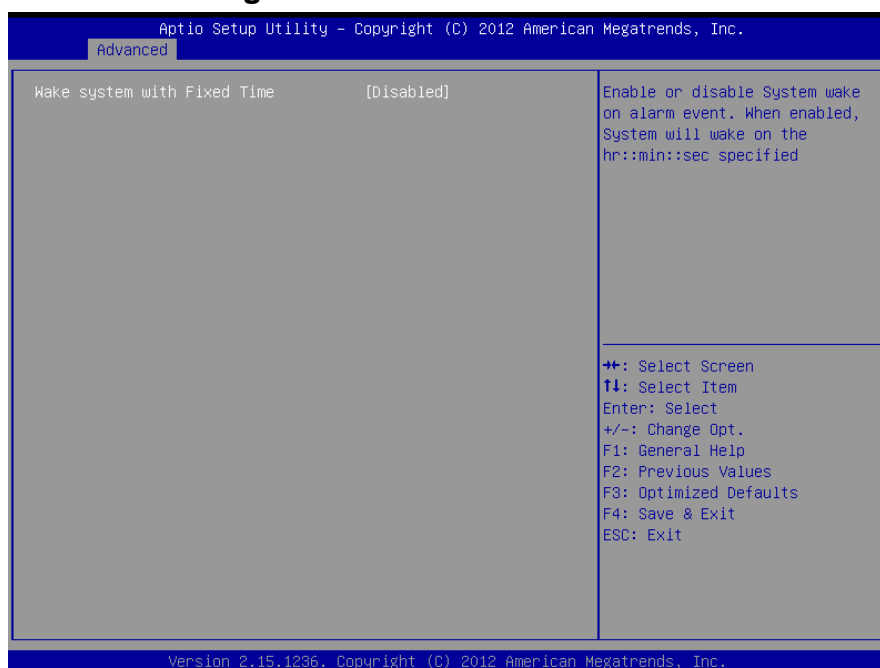 Aptio Setup Utility – Copyright (C) 2012 American Megatrends, Inc.
Advanced
Wake system with Fixed Time [Disabled]
Enable or disable System wake
on alarm event. When enabled,
System will wake on the
hr::min::sec specified
→←: Select Screen
↑↓: Select Item
Enter: Select
+/-: Change Opt.
F1: General Help
F2: Previous Values
F3: Optimized Defaults
F4: Save & Exit
ESC: Exit
Version 2.15.1236. Copyright (C) 2012 American Megatrends, Inc.